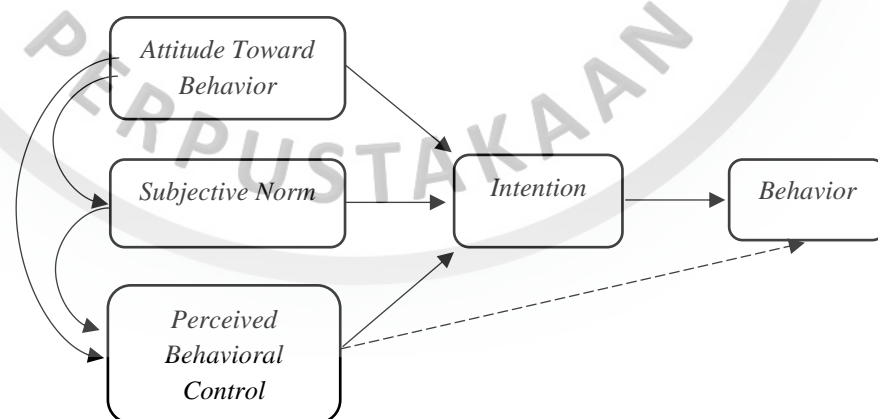 Attitude Toward
Behavior
PERPUSTAKAAN
Subjective Norm
Intention
Behavior
Perceived
Behavioral
Control